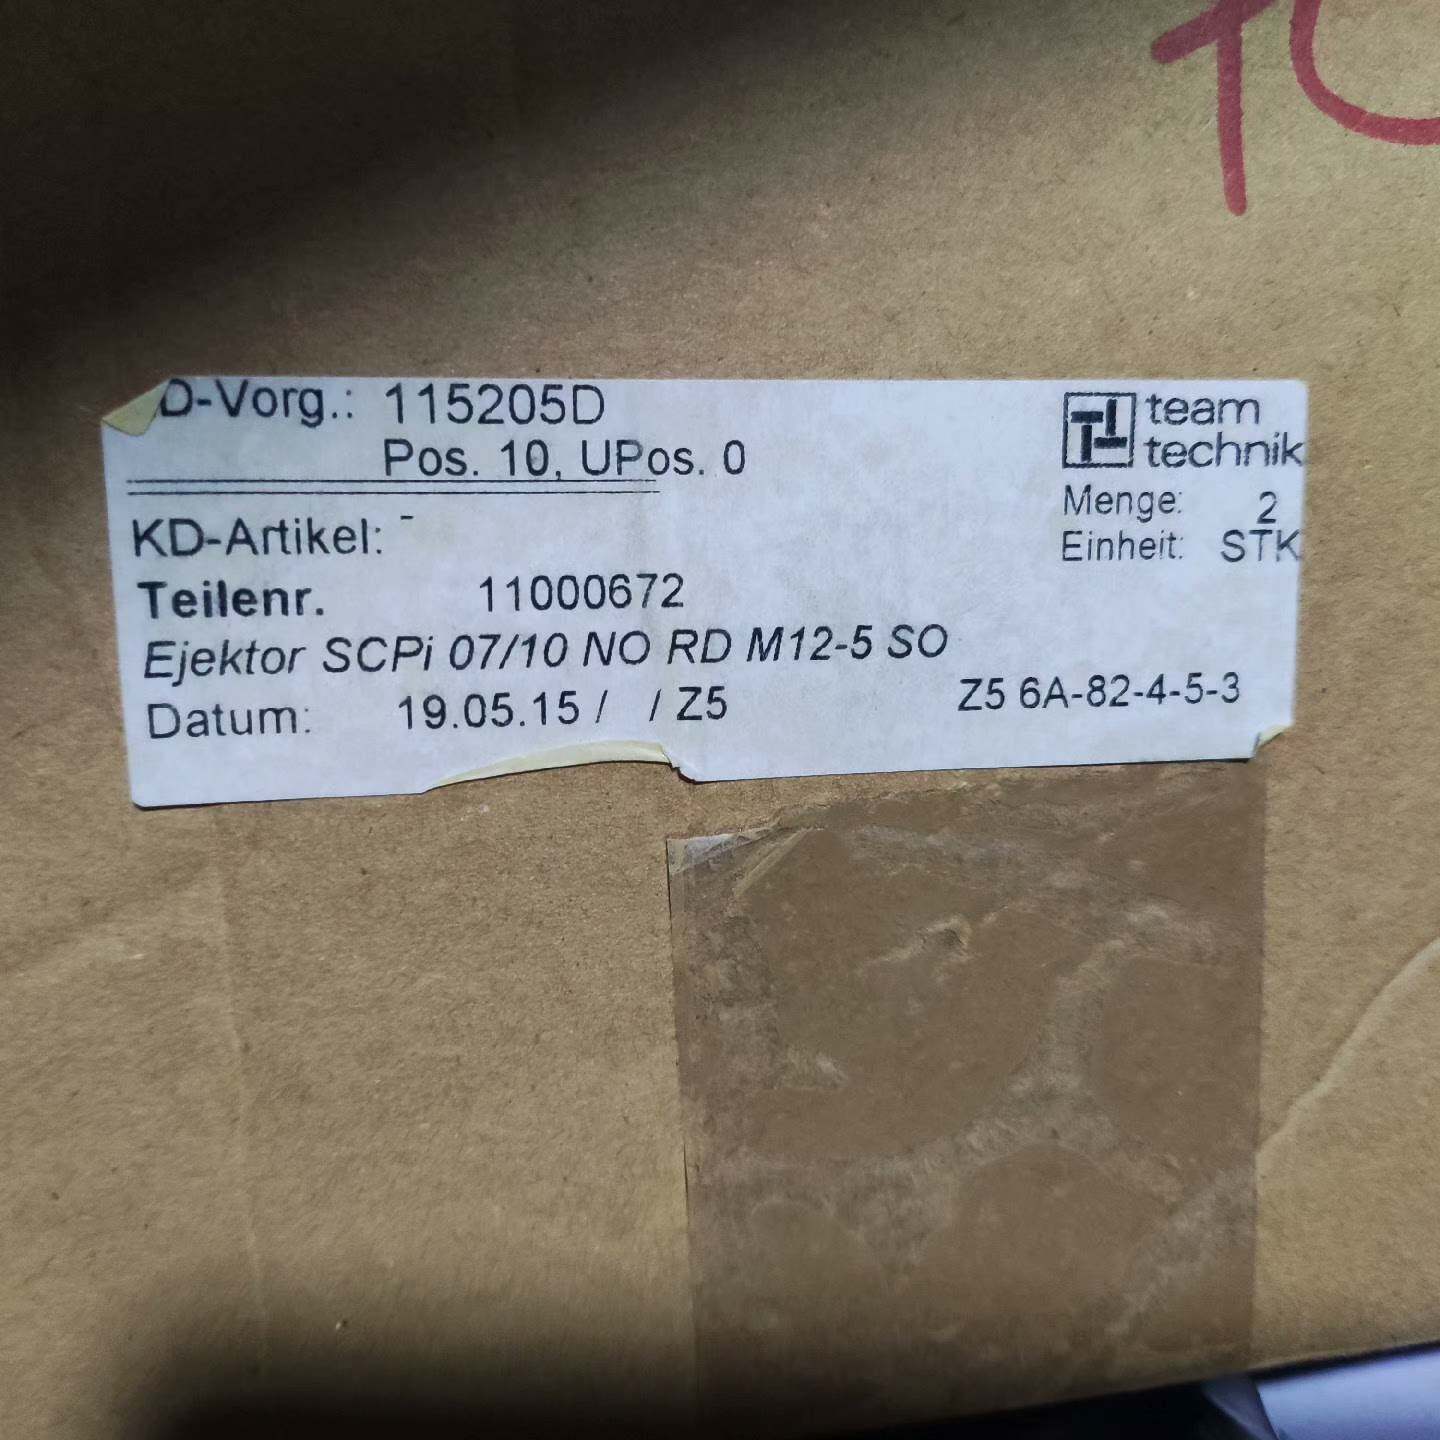 D-Vorg.: 115205D
Pos. 10, UPos. 0
team
technik
Menge: 2
Einheit: STK
KD-Artikel: -
Teilenr. 11000672
Ejektor SCPi 07/10 NO RD M12-5 SO
Datum: 19.05.15 / / Z5
Z5 6A-82-4-5-3